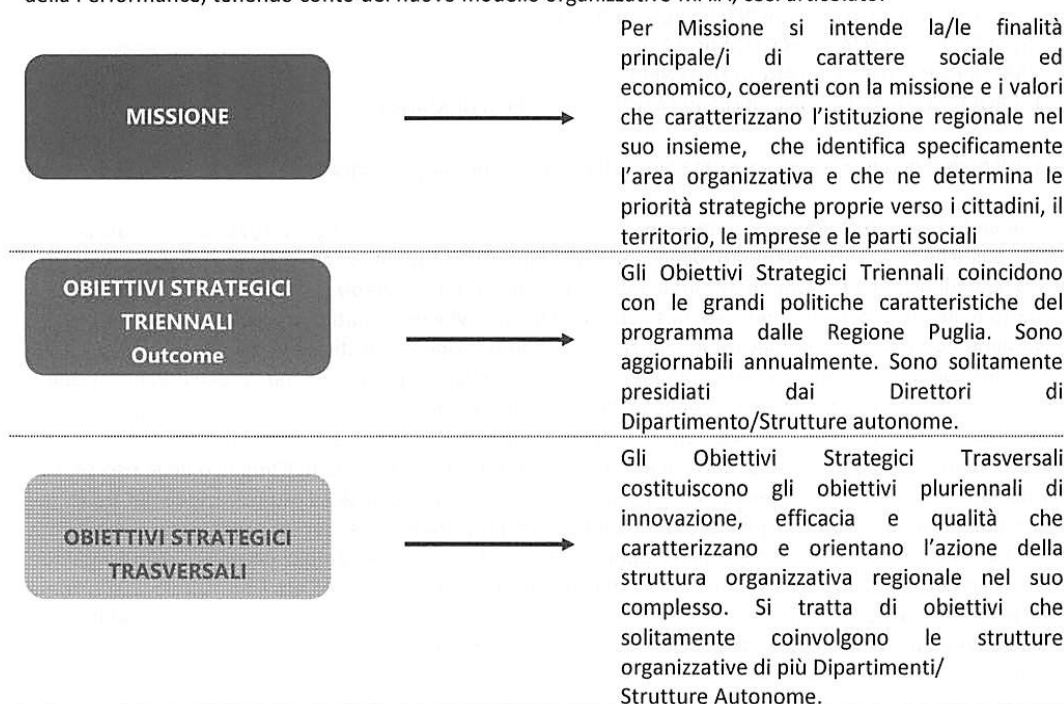 MISSIONE
Per Missione si intende la/le finalità
principale/i di carattere sociale ed
economico, coerenti con la missione e i valori
che caratterizzano l'istituzione regionale nel
suo insieme, che identifica specificamente
l'area organizzativa e che ne determina le
priorità strategiche proprie verso i cittadini, il
territorio, le imprese e le parti sociali
OBIETTIVI STRATEGICI
TRIENNALI
Outcome
Gli Obiettivi Strategici Triennali coincidono
con le grandi politiche caratteristiche del
programma dalle Regione Puglia. Sono
aggiornabili annualmente. Sono solitamente
presidiati dai Direttori di
Dipartimento/Strutture autonome.
OBIETTIVI STRATEGICI
TRASVERSALI
Gli Obiettivi Strategici Trasversali
costituiscono gli obiettivi pluriennali di
innovazione, efficacia e qualità che
caratterizzano e orientano l'azione della
struttura organizzativa regionale nel suo
complesso. Si tratta di obiettivi che
solitamente coinvolgono le strutture
organizzative di più Dipartimenti/
Strutture Autonome.